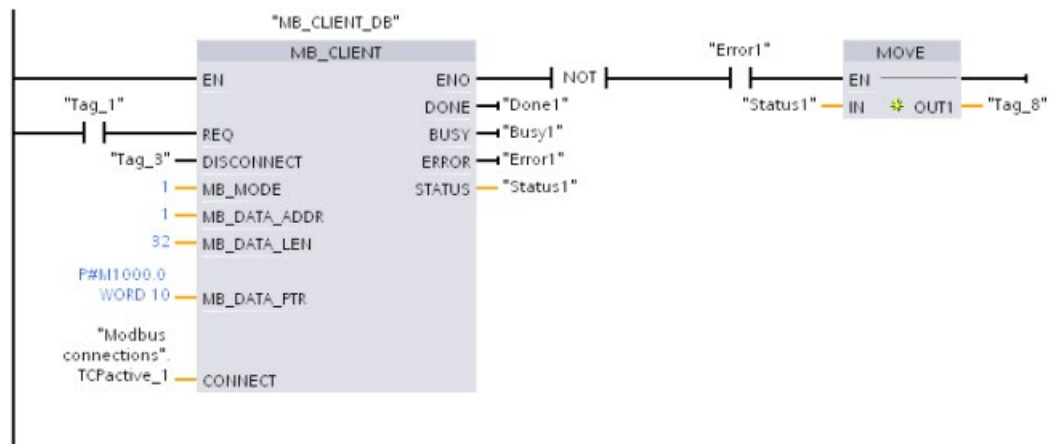 "MB_CLIENT_DB"
MB_CLIENT
"Error1"
MOVE
EN
ENO
NOT
EN
"Tag_1"
DONE
"Done1"
"Status1"
IN
OUT1
"Tag_8"
REQ
BUSY
"Busy1"
"Tag_3"
DISCONNECT
ERROR
"Error1"
1
MB_MODE
STATUS
"Status1"
1
MB_DATA_ADDR
32
MB_DATA_LEN
P#M1000.0
WORD 10
MB_DATA_PTR
"Modbus
connections".
TCPactive_1
CONNECT